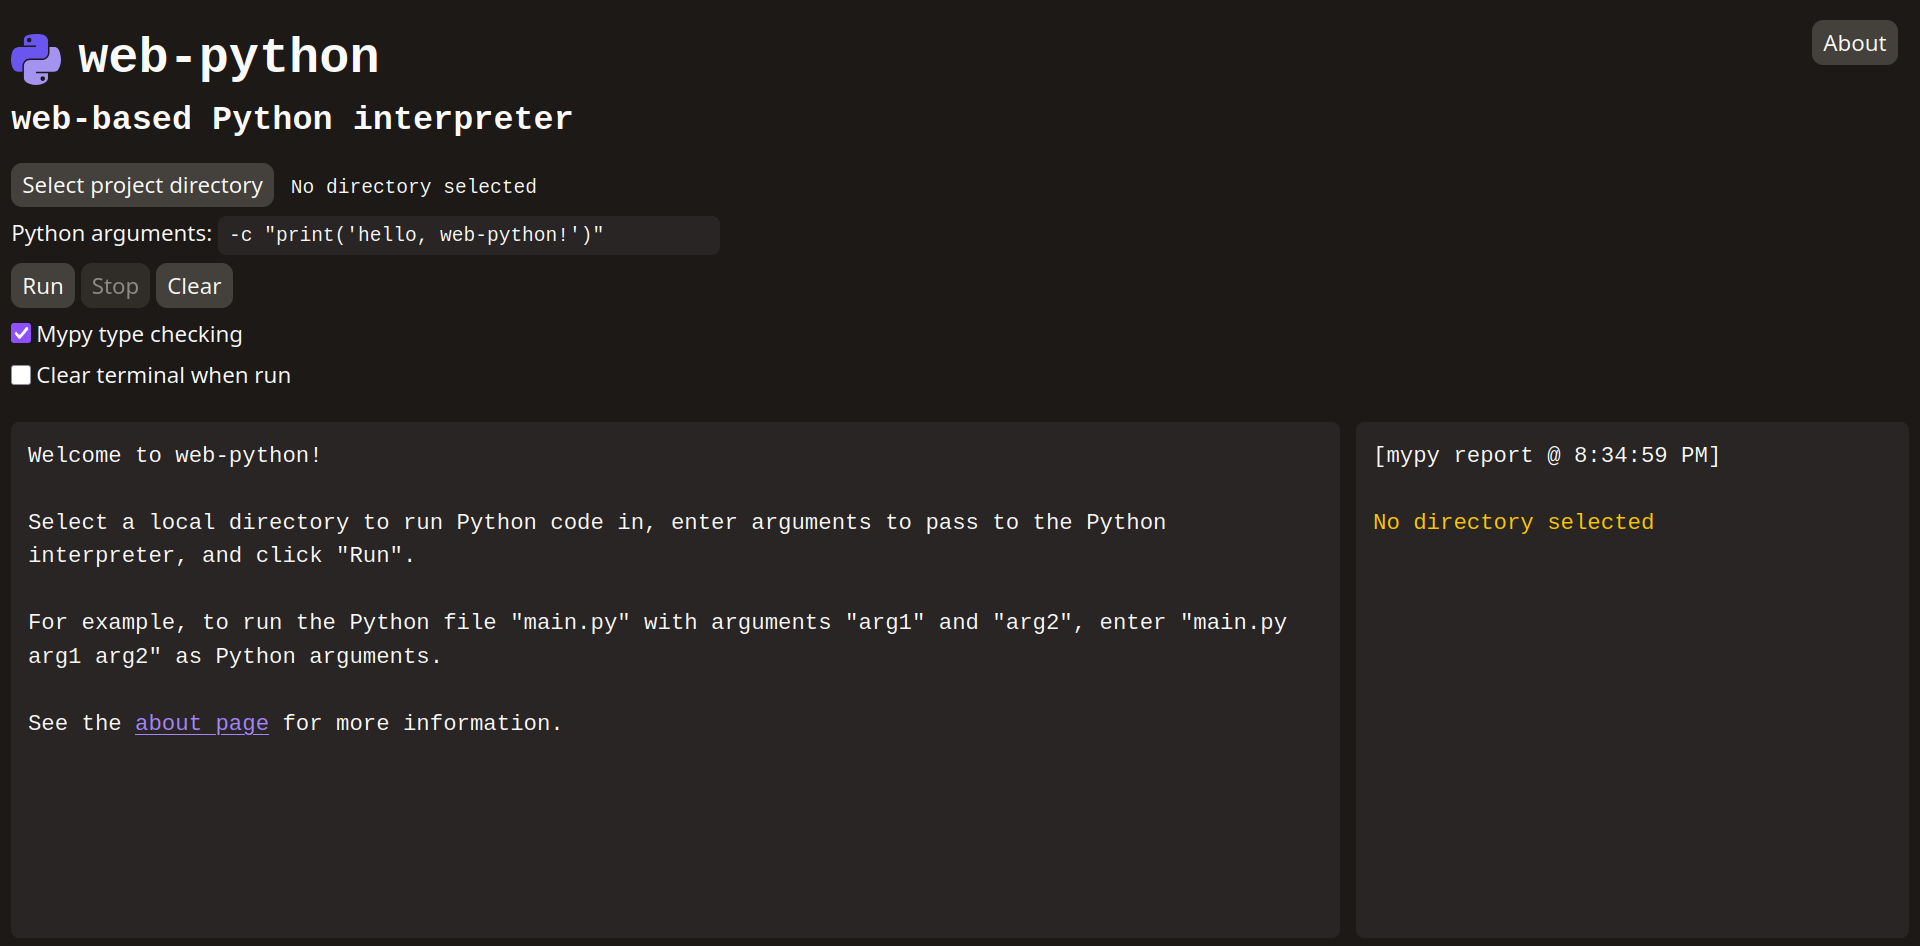 web-python
About
web-based Python interpreter
Select project directory No directory selected
Python arguments: -c "print('hello, web-python!')"
Run Stop Clear
Mypy type checking
Clear terminal when run
Welcome to web-python!
Select a local directory to run Python code in, enter arguments to pass to the Python
interpreter, and click "Run".
For example, to run the Python file "main.py" with arguments "arg1" and "arg2", enter "main.py
arg1 arg2" as Python arguments.
See the about page for more information.
[mypy report @ 8:34:59 PM]
No directory selected